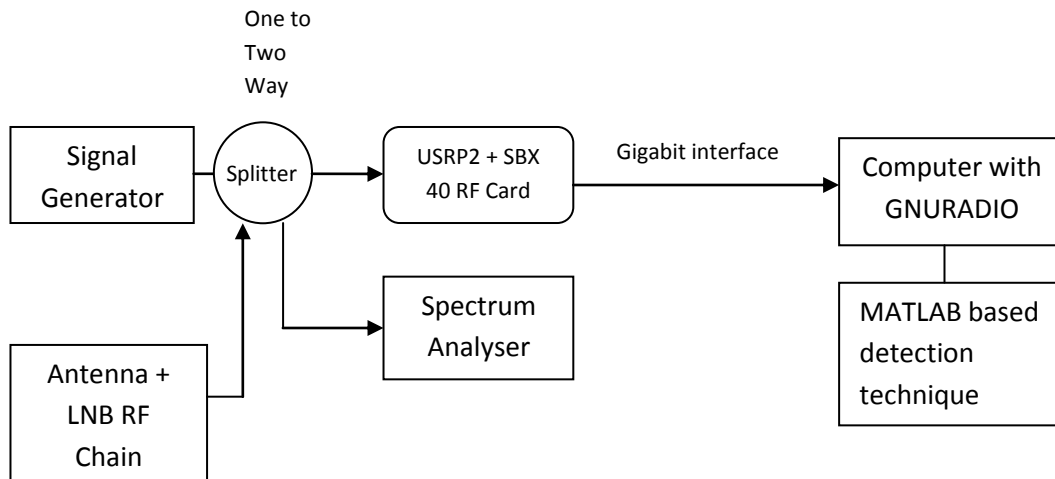 One to
Two
Way
Signal
Generator
Splitter
USRP2 + SBX
40 RF Card
Gigabit interface
Computer with
GNURADIO
Spectrum
Analyser
MATLAB based
detection
technique
Antenna +
LNB RF
Chain